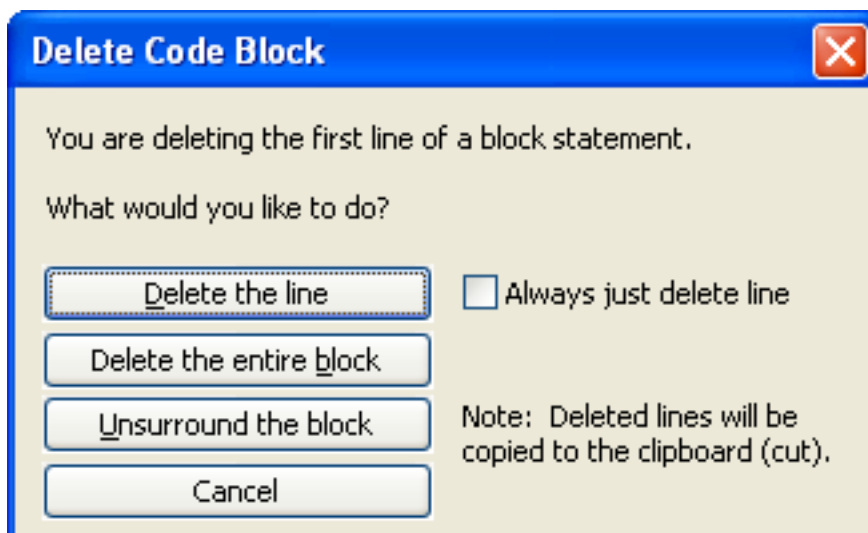 Delete Code Block
You are deleting the first line of a block statement.
What would you like to do?
Delete the line
Always just delete line
Delete the entire block
Unsurround the block
Note: Deleted lines will be
copied to the clipboard (cut).
Cancel